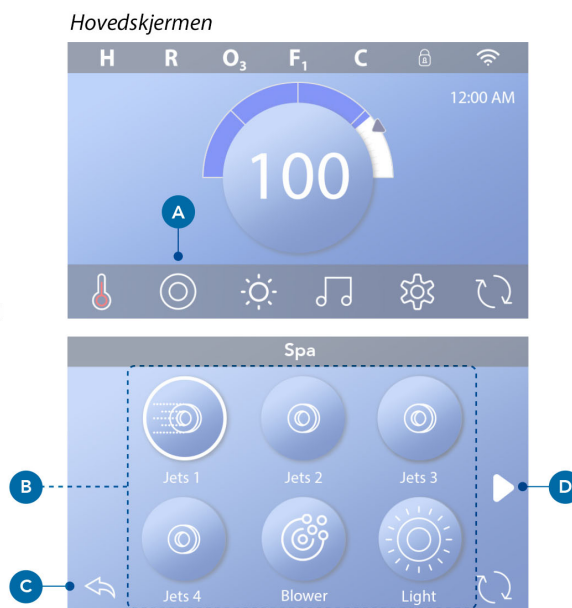 Hovedskjermen
H R O3 F1 C
12:00 AM
100
A
Spa
Jets 1 Jets 2 Jets 3
B
D
Jets 4 Blower Light
C